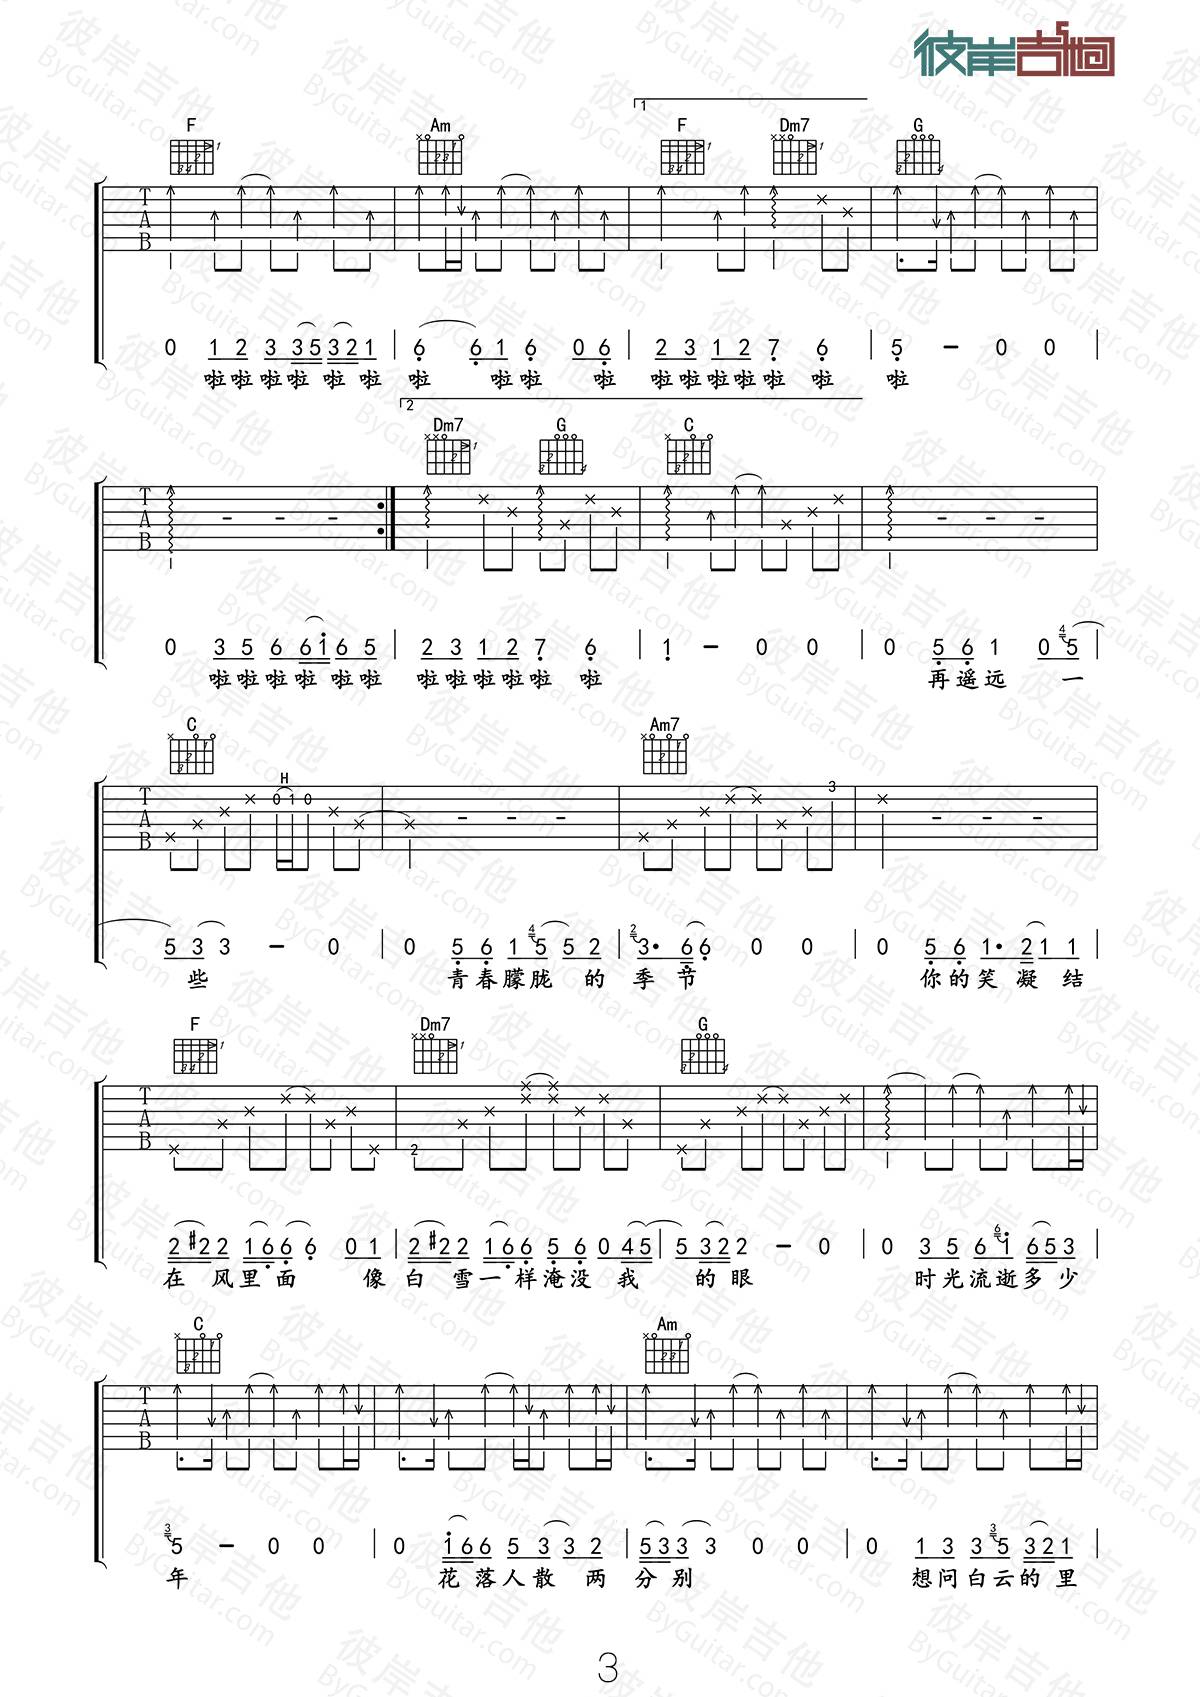 彼岸吉他
1
F Am F Dm7 G
1 1
T A B
0 1 2 3 3 5 3 2 1 | 6 6 1 6 0 6 | 2 3 1 2 7 6 | 5 — 0 0 |
啦啦啦啦 啦 啦 啦 啦啦 啦 啦啦啦啦啦 啦 啦
2
Dm7 G C
T A B
0 3 5 6 6 1 6 5 | 2 3 1 2 7 6 | 1 — 0 0 | 0 5 6 1 0 4 5 |
啦啦啦啦 啦啦 啦啦啦啦啦 啦 再遥远 一
C Am7
H
T A B 0 1 0 3
5 3 3 — 0 | 0 5 6 1 4 5 5 2 | 2 3· 6 6 0 0 | 0 5 6 1· 2 1 1 |
些 青春朦胧 的 季 节 你的笑 凝 结
F Dm7 G
T A B 2
2 #2 2 1 6 6 6 0 1 | 2 #2 2 1 6 6 5 6 0 4 5 | 5 3 2 2 — 0 | 0 3 5 6 6 1 6 5 3
在 风里 面 像 白 雪一 样淹没 我 的 眼 时光流逝多少
C Am
T A B
3 5 — 0 0 | 0 1 6 6 5 3 3 2 | 5 3 3 3 0 0 | 0 1 3 3 3 5 3 2 1 |
年 花 落人散 两 分 别 想问白云的 里
3